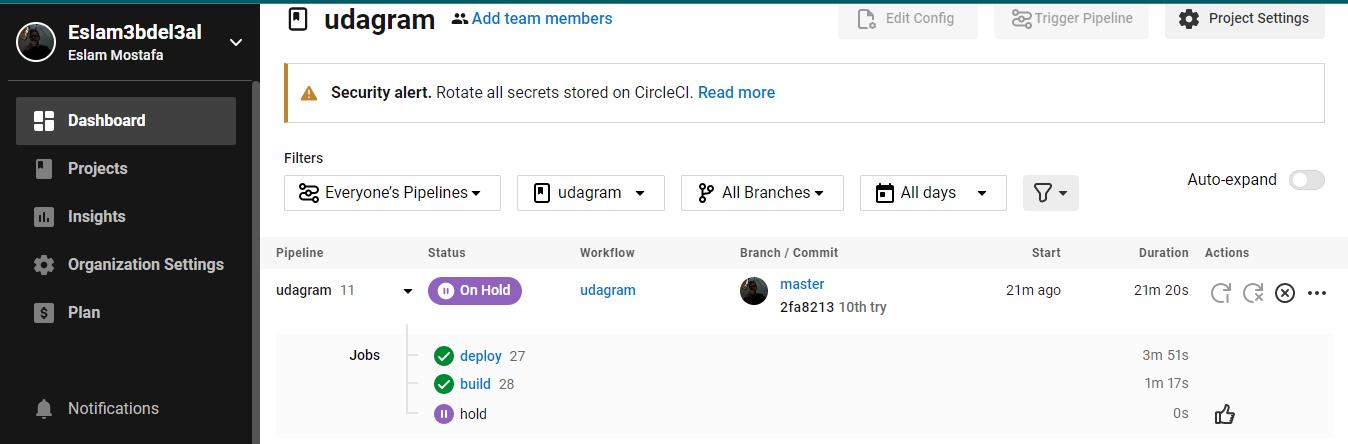 Eslam3bdel3al
Eslam Mostafa
Dashboard
Projects
Insights
Organization Settings
Plan
Notifications
udagram Add team members Edit Config Trigger Pipeline Project Settings
Security alert. Rotate all secrets stored on CircleCI. Read more
Filters
Everyone's Pipelines udagram All Branches All days Auto-expand
Pipeline Status Workflow Branch / Commit Start Duration Actions
udagram 11 On Hold udagram master 21m ago 21m 20s
2fa8213 10th try
Jobs deploy 27 3m 51s
build 28 1m 17s
hold 0s